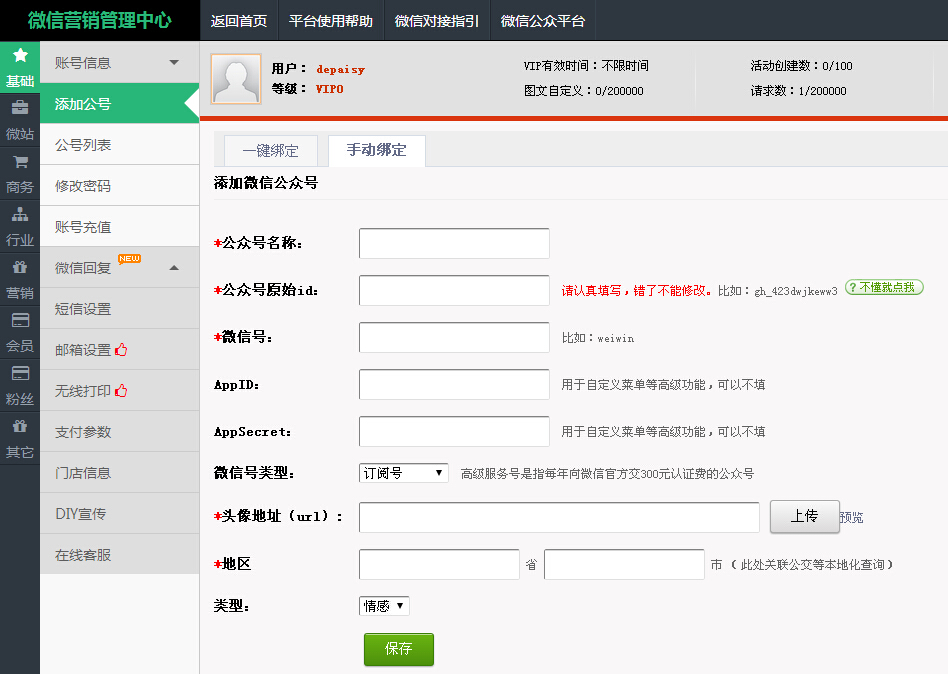 微信营销管理中心
返回首页 平台使用帮助 微信对接指引 微信公众平台
基础
微站
商务
行业
营销
会员
粉丝
其它
账号信息
添加公号
公号列表
修改密码
账号充值
微信回复 NEW
短信设置
邮箱设置
无线打印
支付参数
门店信息
DIY宣传
在线客服
用户： depaisy
等级： VIP0
VIP有效时间：不限时间
图文自定义：0/200000
活动创建数：0/100
请求数：1/200000
一键绑定 手动绑定
添加微信公众号
*公众号名称：
*公众号原始id： 请认真填写，错了不能修改。比如：gh_423dwjkeww3 ?不懂就点我
*微信号： 比如：weiwin
AppID： 用于自定义菜单等高级功能，可以不填
AppSecret： 用于自定义菜单等高级功能，可以不填
微信号类型： 订阅号 高级服务号是指每年向微信官方交300元认证费的公众号
*头像地址（url）： 上传 预览
*地区 省 市 （此处关联公交等本地化查询）
类型： 情感
保存